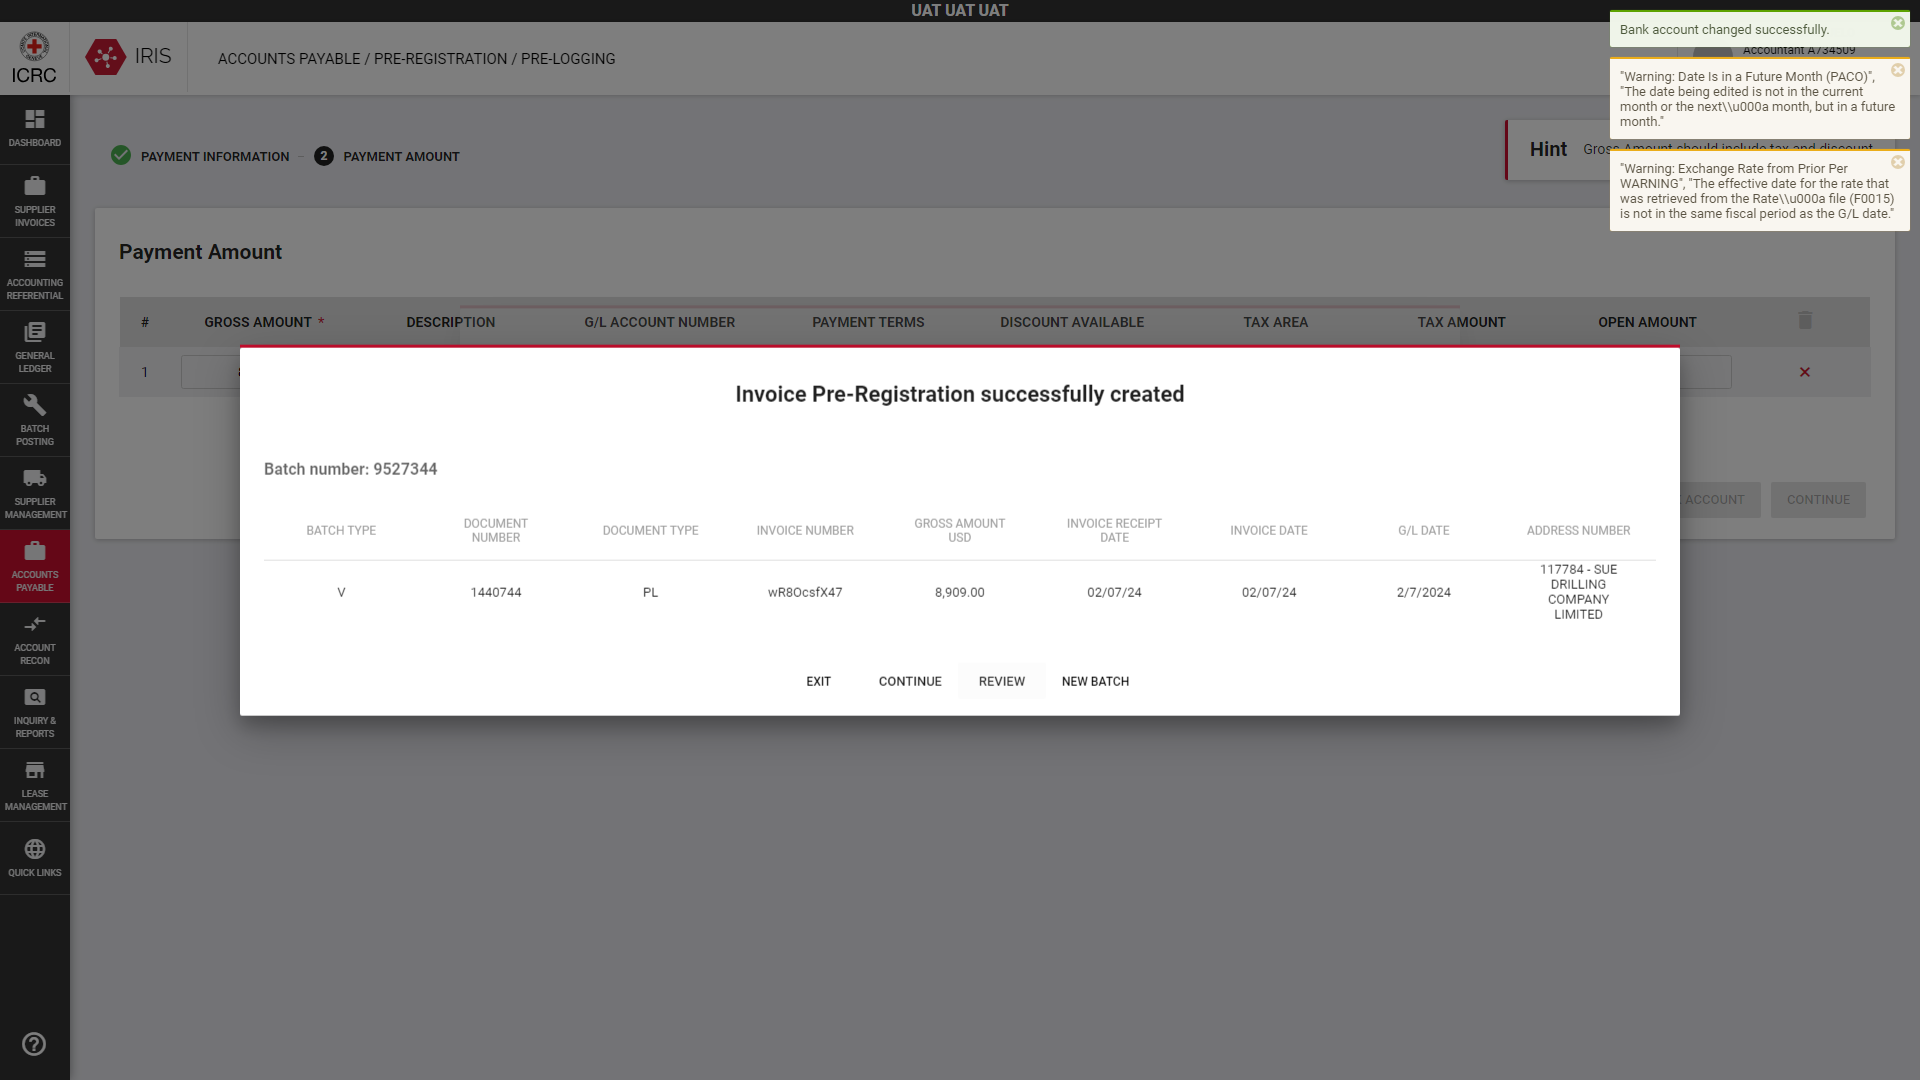 UAT UAT UAT
ICRC
IRIS
ACCOUNTS PAYABLE / PRE-REGISTRATION / PRE-LOGGING
Accountant A734509
Bank account changed successfully.
"Warning: Date Is in a Future Month (PACO)",
"The date being edited is not in the current
month or the next\\u000a month, but in a future
month."
"Warning: Exchange Rate from Prior Per
WARNING", "The effective date for the rate that
was retrieved from the Rate\\u000a file (F0015)
is not in the same fiscal period as the G/L date."
DASHBOARD
SUPPLIER
INVOICES
ACCOUNTING
REFERENTIAL
GENERAL
LEDGER
BATCH
POSTING
SUPPLIER
MANAGEMENT
ACCOUNTS
PAYABLE
ACCOUNT
RECON
INQUIRY &
REPORTS
LEASE
MANAGEMENT
QUICK LINKS
PAYMENT INFORMATION
2 PAYMENT AMOUNT
Hint Gross Amount should include tax and discount
Payment Amount
# GROSS AMOUNT * DESCRIPTION G/L ACCOUNT NUMBER PAYMENT TERMS DISCOUNT AVAILABLE TAX AREA TAX AMOUNT OPEN AMOUNT
1
ACCOUNT CONTINUE
Invoice Pre-Registration successfully created
Batch number: 9527344
BATCH TYPE DOCUMENT NUMBER DOCUMENT TYPE INVOICE NUMBER GROSS AMOUNT USD INVOICE RECEIPT DATE INVOICE DATE G/L DATE ADDRESS NUMBER
V 1440744 PL wR8OcsfX47 8,909.00 02/07/24 02/07/24 2/7/2024 117784 - SUE DRILLING COMPANY LIMITED
EXIT CONTINUE REVIEW NEW BATCH